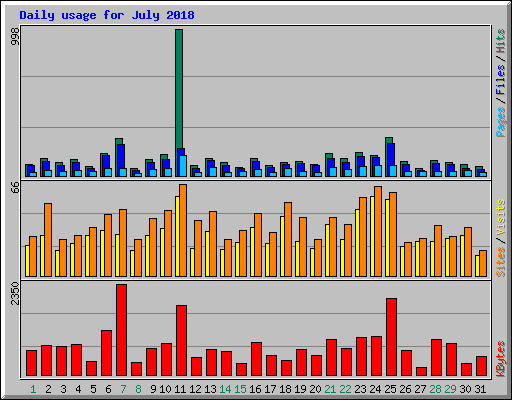 Daily usage for July 2018
998
Pages / Files / Hits
66
Sites / Visits
2350
KBytes
1 2 3 4 5 6 7 8 9 10 11 12 13 14 15 16 17 18 19 20 21 22 23 24 25 26 27 28 29 30 31